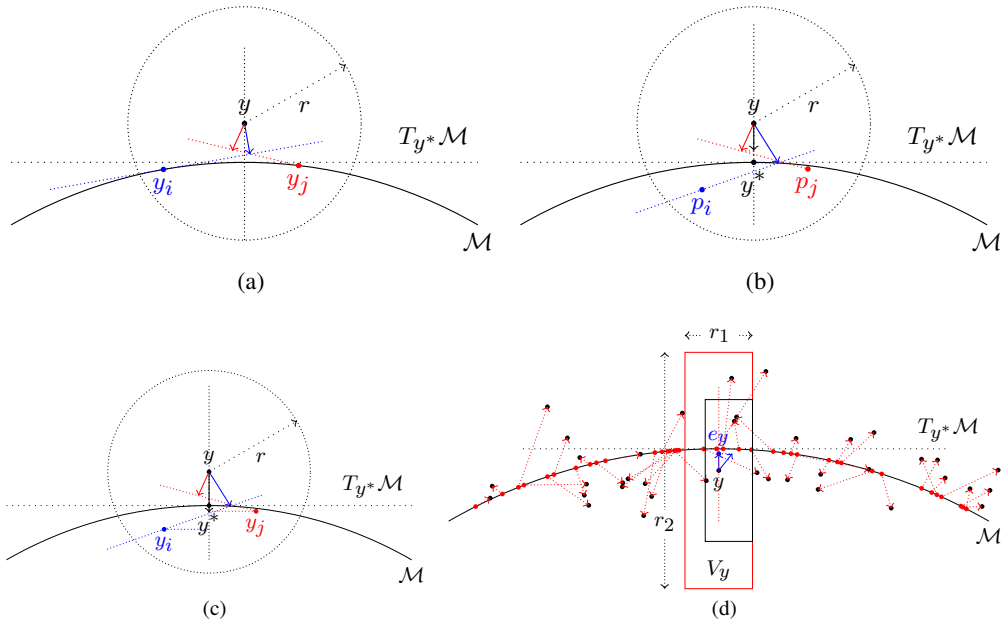 y
r
T_{y*}M
y_i
y_j
M
(a)
y
r
T_{y*}M
y*
p_i
p_j
M
(b)
y
r
T_{y*}M
y*
y_i
y_j
M
(c)
r_1
T_{y*}M
e_y
y
r_2
M
V_y
(d)